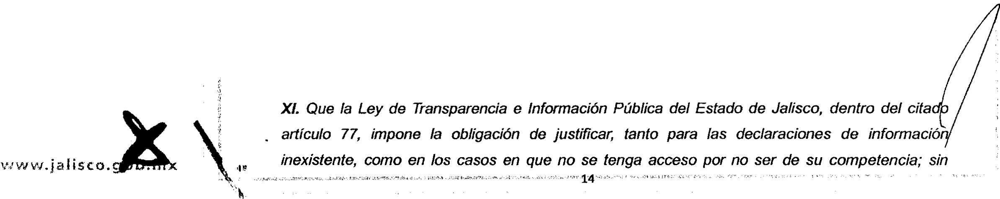 XI. Que la Ley de Transparencia e Información Pública del Estado de Jalisco, dentro del citado
artículo 77, impone la obligación de justificar, tanto para las declaraciones de información
inexistente, como en los casos en que no se tenga acceso por no ser de su competencia; sin
www.jalisco.gob.mx
14